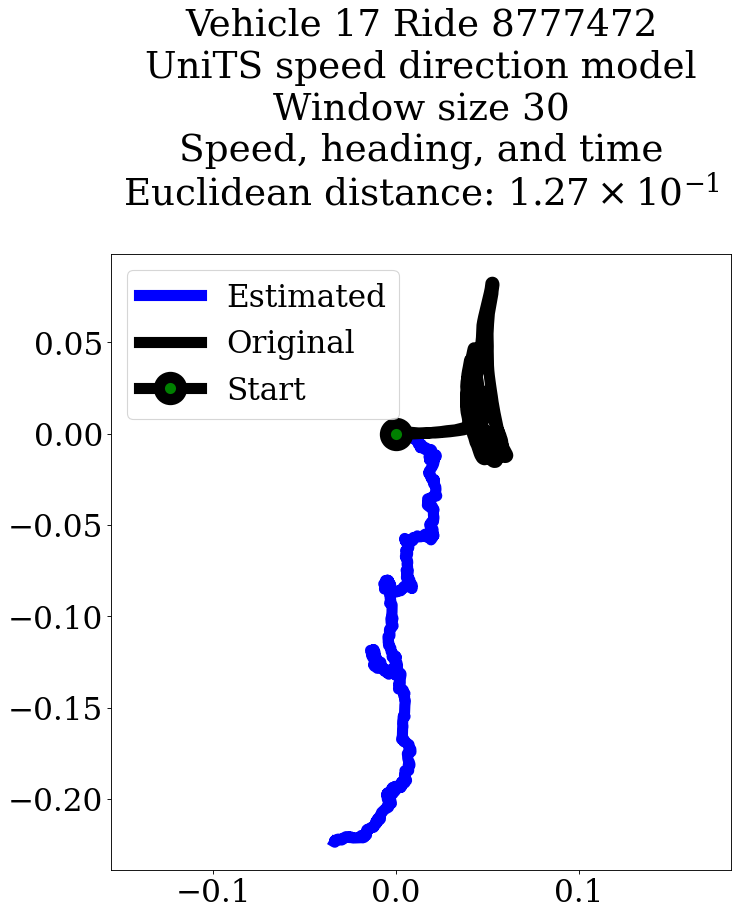 Vehicle 17 Ride 8777472
UniTS speed direction model
Window size 30
Speed, heading, and time
Euclidean distance: 1.27 × 10⁻¹
Estimated
Original
Start
0.05
0.00
−0.05
−0.10
−0.15
−0.20
−0.1
0.0
0.1